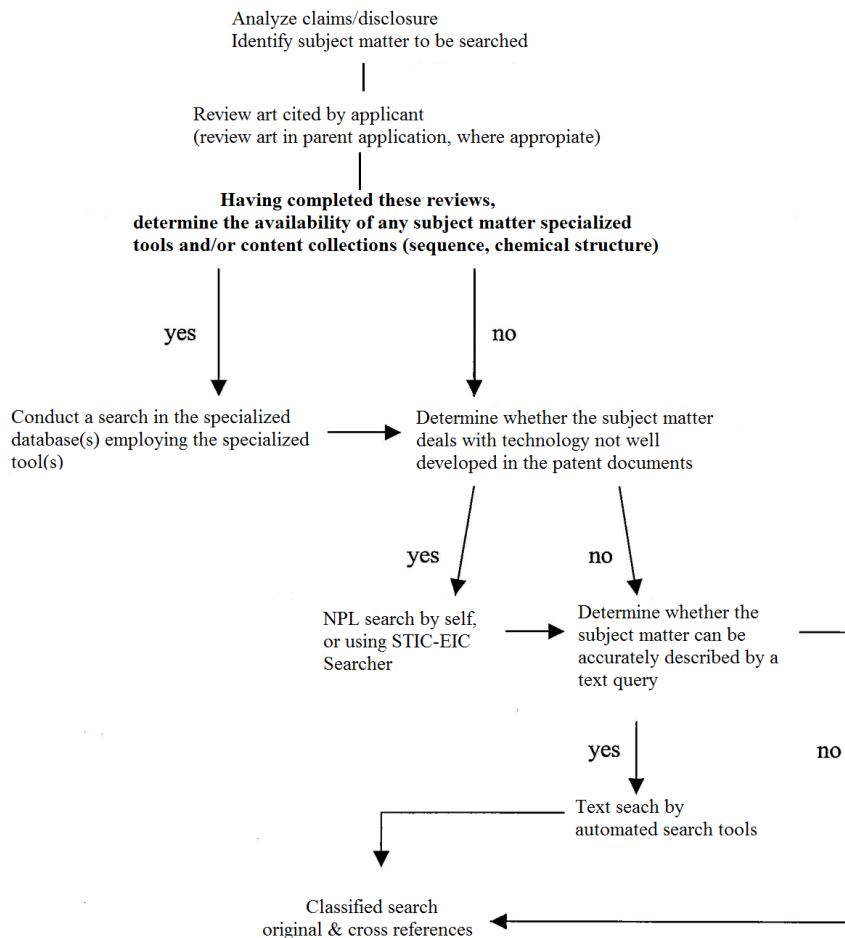 Analyze claims/disclosure
Identify subject matter to be searched
Review art cited by applicant
(review art in parent application, where appropiate)
Having completed these reviews,
determine the availability of any subject matter specialized
tools and/or content collections (sequence, chemical structure)
yes
no
Conduct a search in the specialized
database(s) employing the specialized
tool(s)
Determine whether the subject matter
deals with technology not well
developed in the patent documents
yes
no
NPL search by self,
or using STIC-EIC
Searcher
Determine whether the
subject matter can be
accurately described by a
text query
yes
no
Text seach by
automated search tools
Classified search
original & cross references